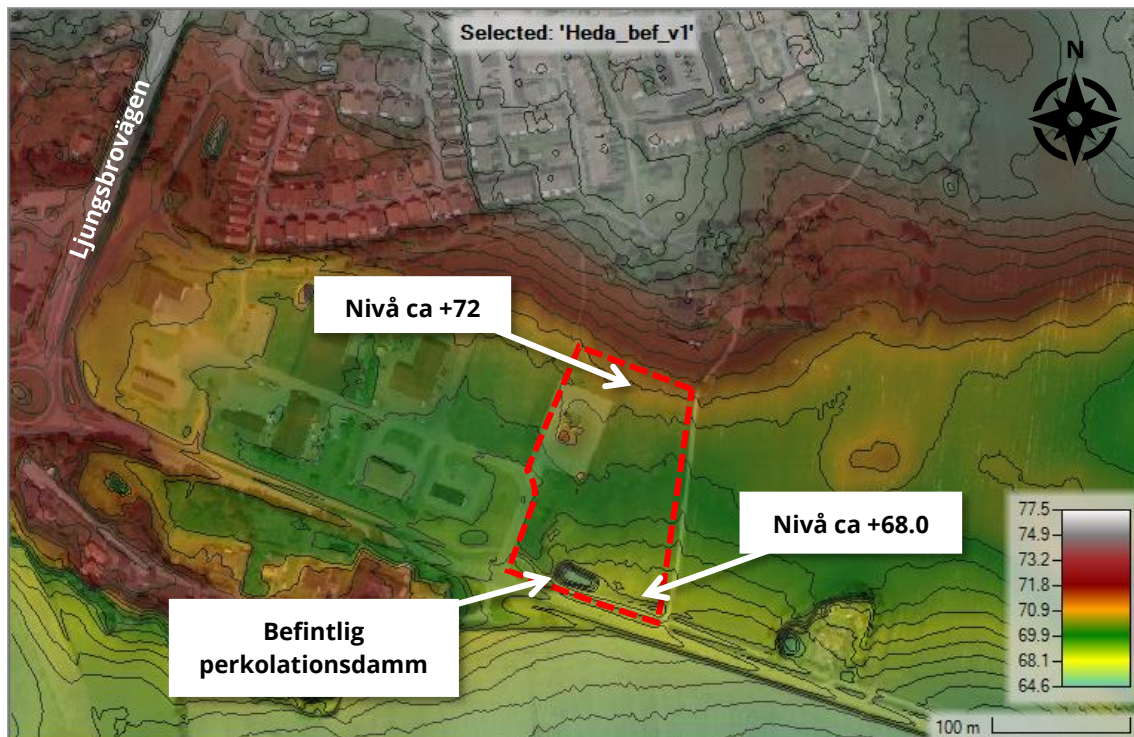 Selected: 'Heda_bef_v1'
N
Ljungsbrovägen
Nivå ca +72
Nivå ca +68.0
Befintlig
perkolationsdamm
77.5
74.9
73.2
71.8
70.9
69.9
68.1
64.6
100 m